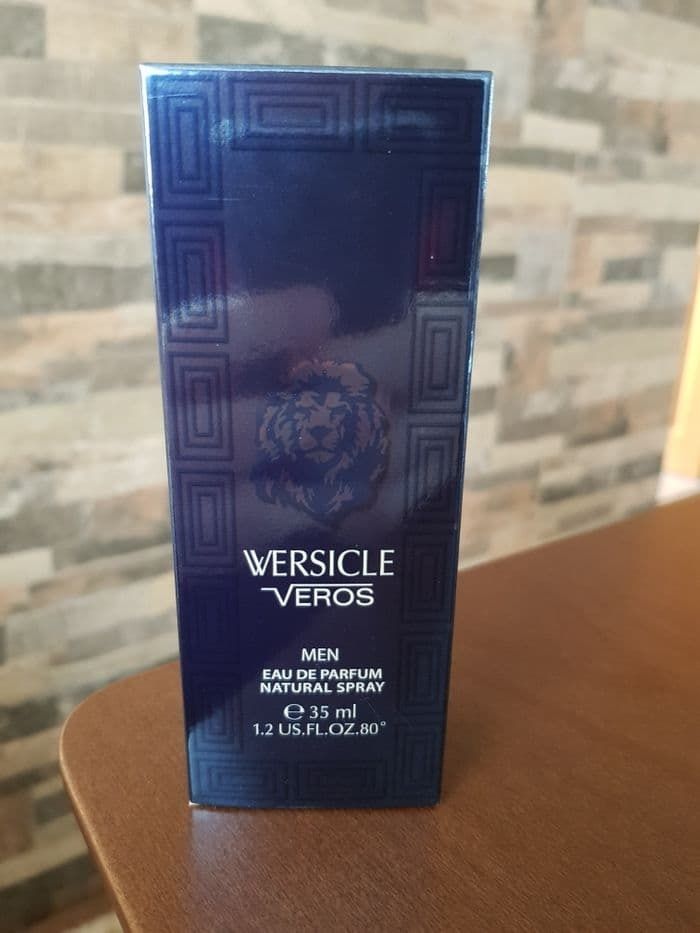 WERSICLE
VEROS
MEN
EAU DE PARFUM
NATURAL SPRAY
℮ 35 ml
1.2 US.FL.OZ.80°